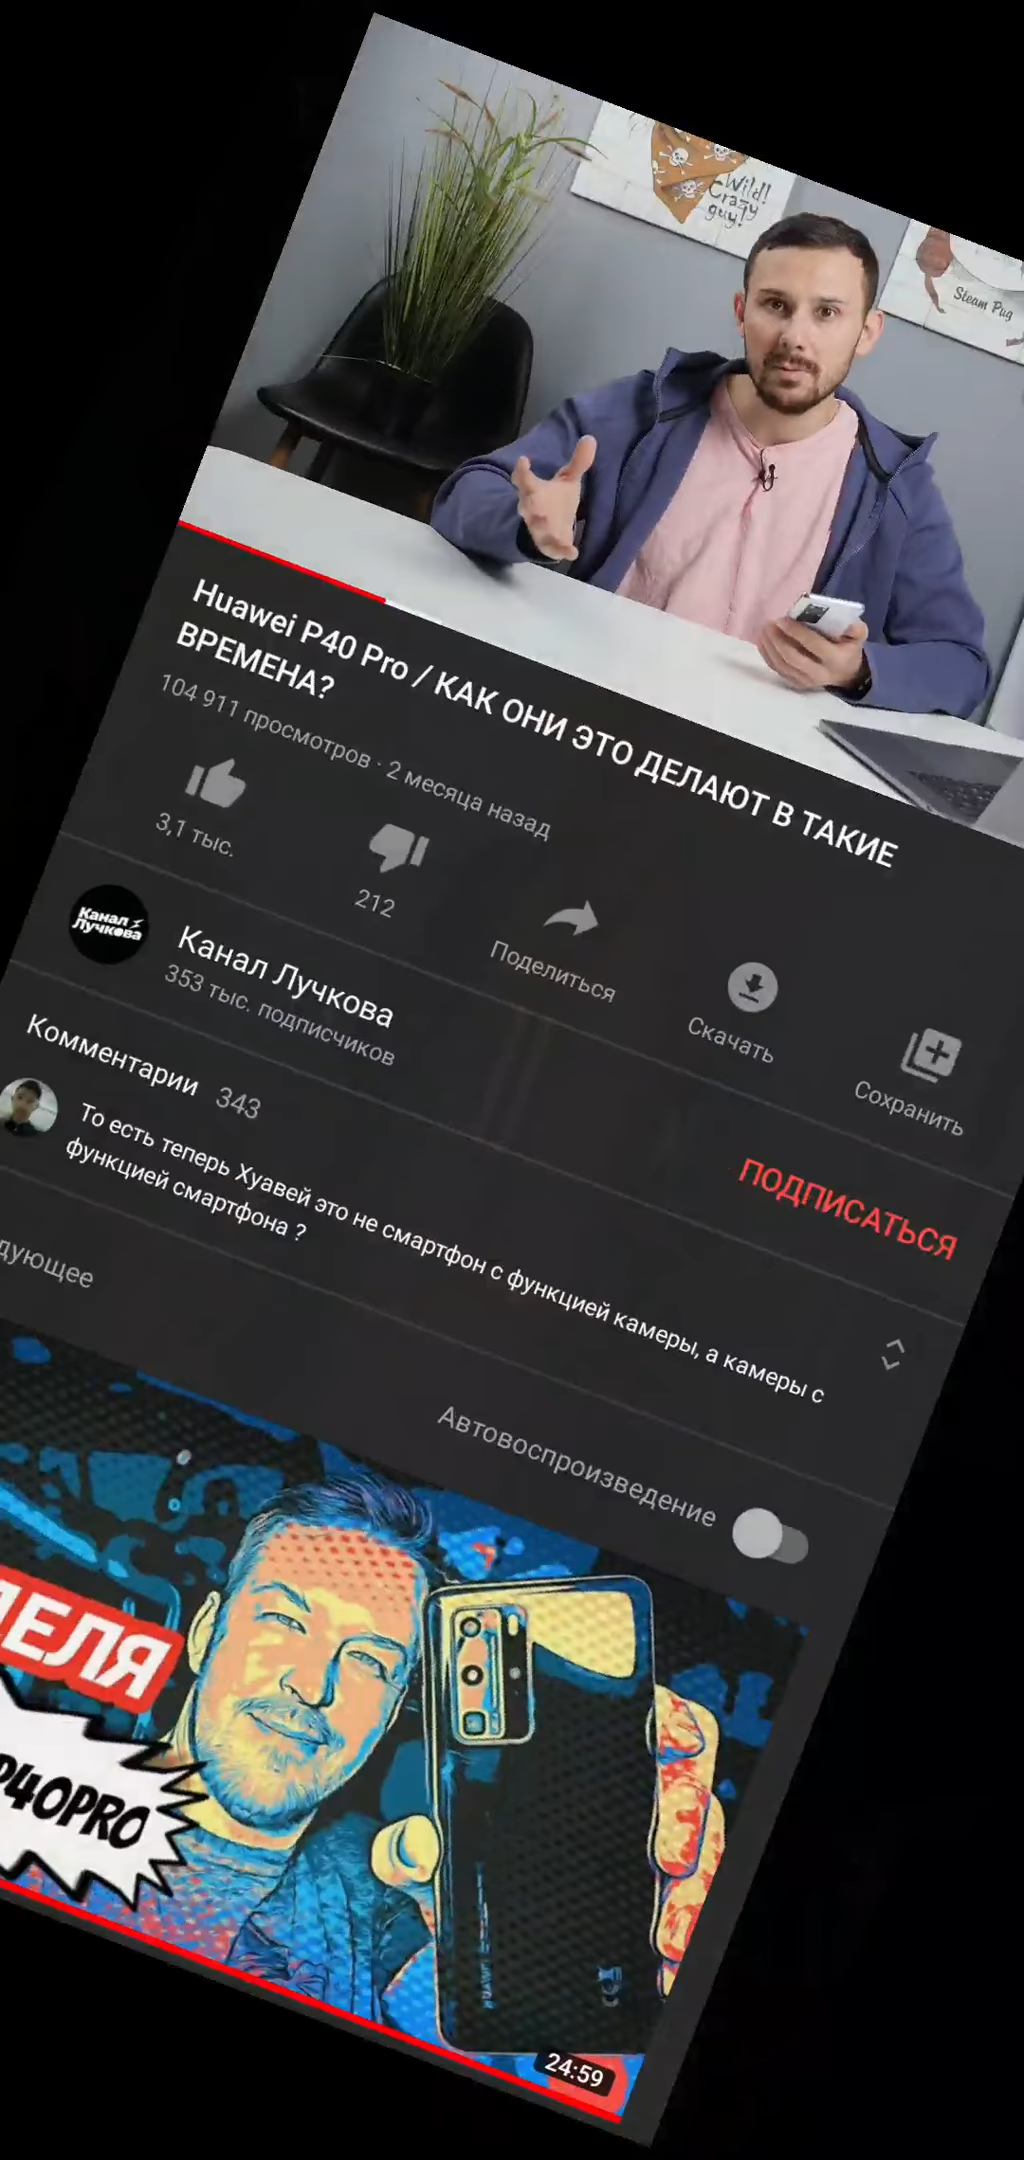 Wild!
Crazy
guy!
Steam Pug
Huawei P40 Pro / КАК ОНИ ЭТО ДЕЛАЮТ В ТАКИЕ
ВРЕМЕНА?
104 911 просмотров · 2 месяца назад
3,1 тыс.
212
Поделиться
Скачать
Сохранить
Канал
Лучкова
Канал Лучкова
353 тыс. подписчиков
ПОДПИСАТЬСЯ
Комментарии 343
То есть теперь Хуавей это не смартфон с функцией камеры, а камеры с
функцией смартфона ?
дующее
Автовоспроизведение
ДЕЛЯ
P40PRO
HUAWEI
24:59